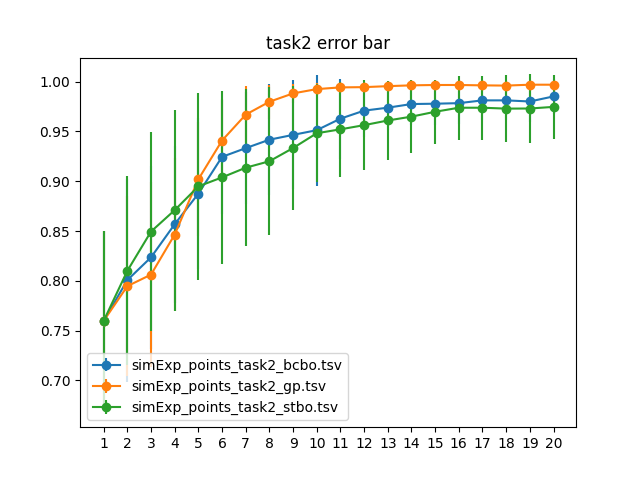 task2 error bar
1.00
0.95
0.90
0.85
0.80
0.75
0.70
simExp_points_task2_bcbo.tsv
simExp_points_task2_gp.tsv
simExp_points_task2_stbo.tsv
1 2 3 4 5 6 7 8 9 10 11 12 13 14 15 16 17 18 19 20